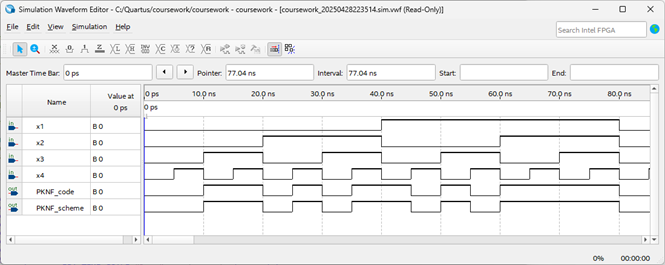 Simulation Waveform Editor - C:/Quartus/coursework/coursework - coursework - [coursework_20250428223514.sim.vwf (Read-Only)]
File Edit View Simulation Help
Search Intel FPGA
Master Time Bar: 0 ps Pointer: 77.04 ns Interval: 77.04 ns Start: End:
Name Value at 0 ps
0 ps 10.0 ns 20.0 ns 30.0 ns 40.0 ns 50.0 ns 60.0 ns 70.0 ns 80.0 ns
0 ps
in x1 B 0
in x2 B 0
in x3 B 0
in x4 B 0
out PKNF_code B 0
out PKNF_scheme B 0
0% 00:00:00